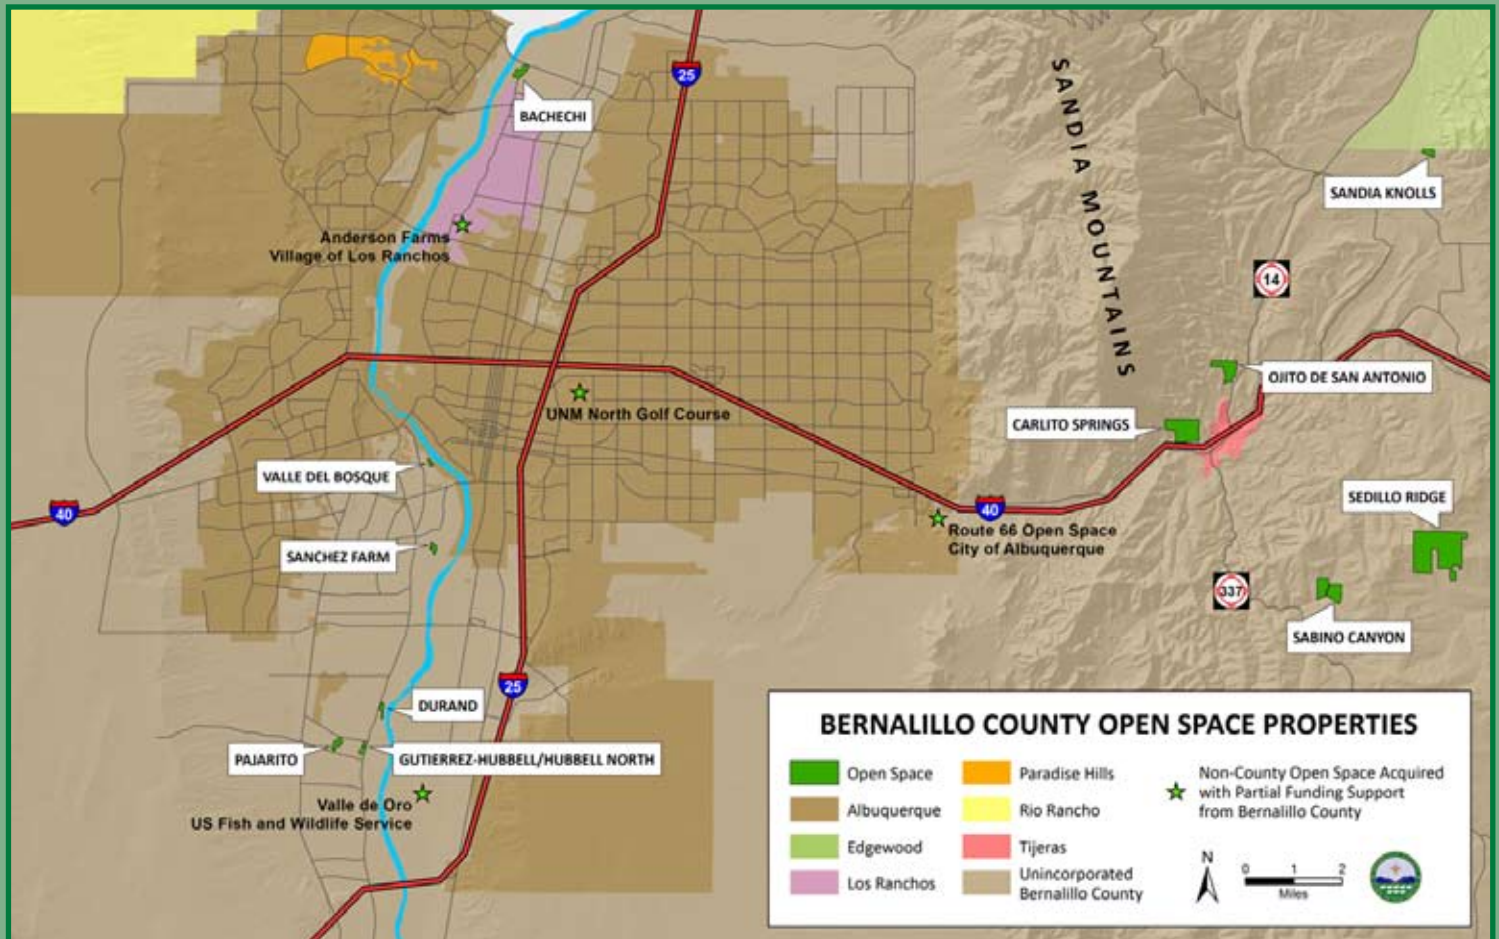 25
BACHECHI
SANDIA MOUNTAINS
SANDIA KNOLLS
Anderson Farms
Village of Los Ranchos
14
OJITO DE SAN ANTONIO
UNM North Golf Course
CARLITO SPRINGS
VALLE DEL BOSQUE
SEDILLO RIDGE
40
40
Route 66 Open Space
City of Albuquerque
SANCHEZ FARM
337
SABINO CANYON
25
DURAND
PAJARITO
GUTIERREZ-HUBBELL/HUBBELL NORTH
Valle de Oro
US Fish and Wildlife Service
BERNALILLO COUNTY OPEN SPACE PROPERTIES
Open Space
Albuquerque
Edgewood
Los Ranchos
Paradise Hills
Rio Rancho
Tijeras
Unincorporated
Bernalillo County
Non-County Open Space Acquired
with Partial Funding Support
from Bernalillo County
N
0 1 2
Miles